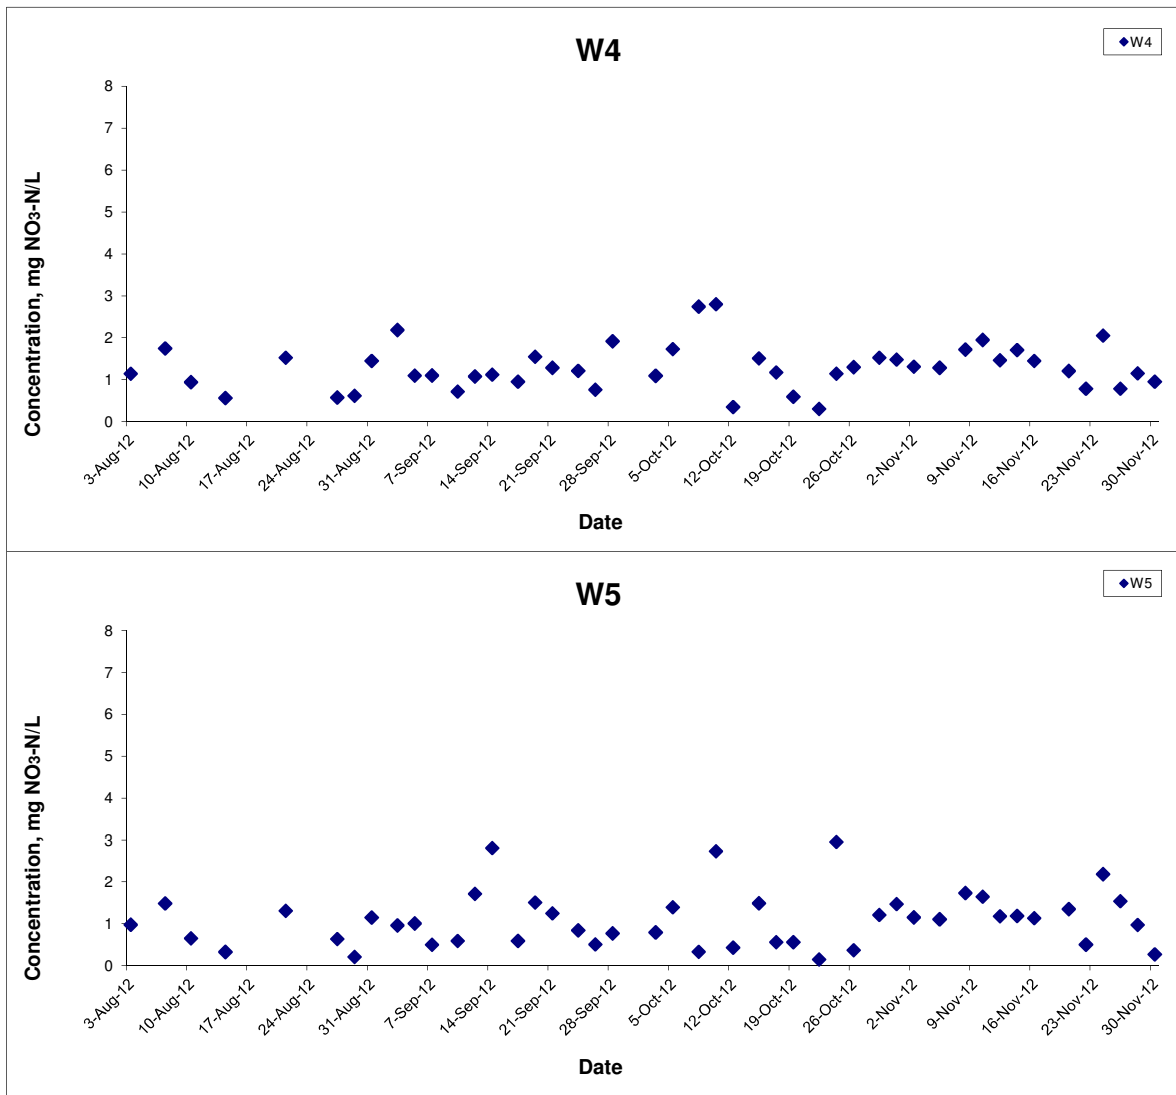 W4
W4
Concentration, mg NO3-N/L
8
7
6
5
4
3
2
1
0
3-Aug-12
10-Aug-12
17-Aug-12
24-Aug-12
31-Aug-12
7-Sep-12
14-Sep-12
21-Sep-12
28-Sep-12
5-Oct-12
12-Oct-12
19-Oct-12
26-Oct-12
2-Nov-12
9-Nov-12
16-Nov-12
23-Nov-12
30-Nov-12
Date
W5
W5
Concentration, mg NO3-N/L
8
7
6
5
4
3
2
1
0
3-Aug-12
10-Aug-12
17-Aug-12
24-Aug-12
31-Aug-12
7-Sep-12
14-Sep-12
21-Sep-12
28-Sep-12
5-Oct-12
12-Oct-12
19-Oct-12
26-Oct-12
2-Nov-12
9-Nov-12
16-Nov-12
23-Nov-12
30-Nov-12
Date